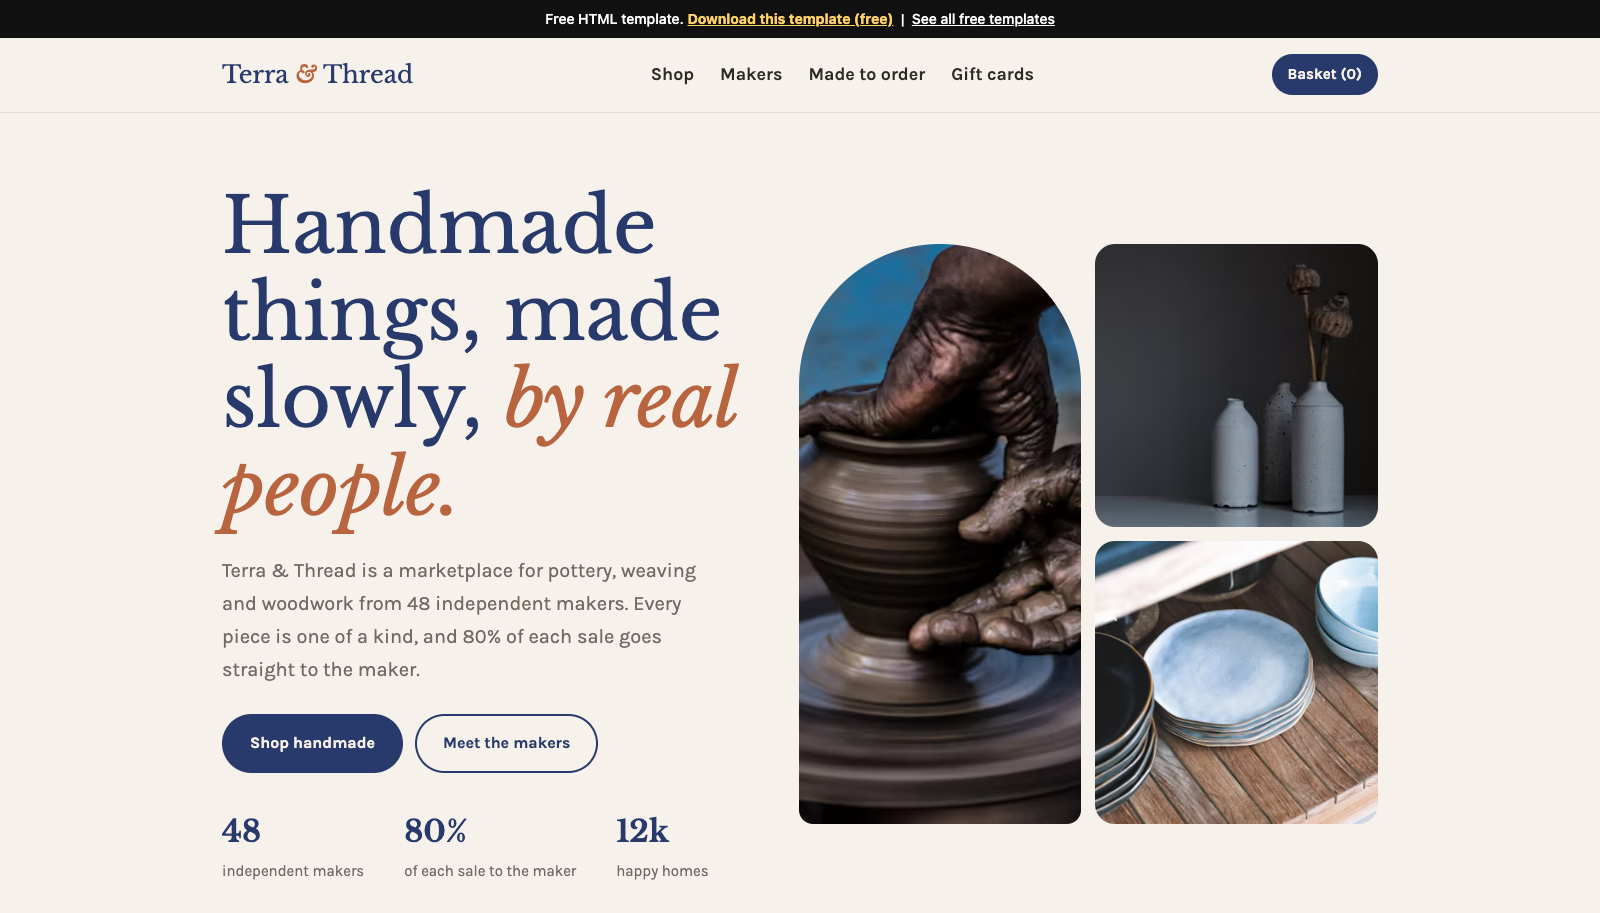 Free HTML template. Download this template (free) | See all free templates
Terra & Thread
Shop
Makers
Made to order
Gift cards
Basket (0)
Handmade
things, made
slowly, by real
people.
Terra & Thread is a marketplace for pottery, weaving
and woodwork from 48 independent makers. Every
piece is one of a kind, and 80% of each sale goes
straight to the maker.
Shop handmade
Meet the makers
48
independent makers
80%
of each sale to the maker
12k
happy homes